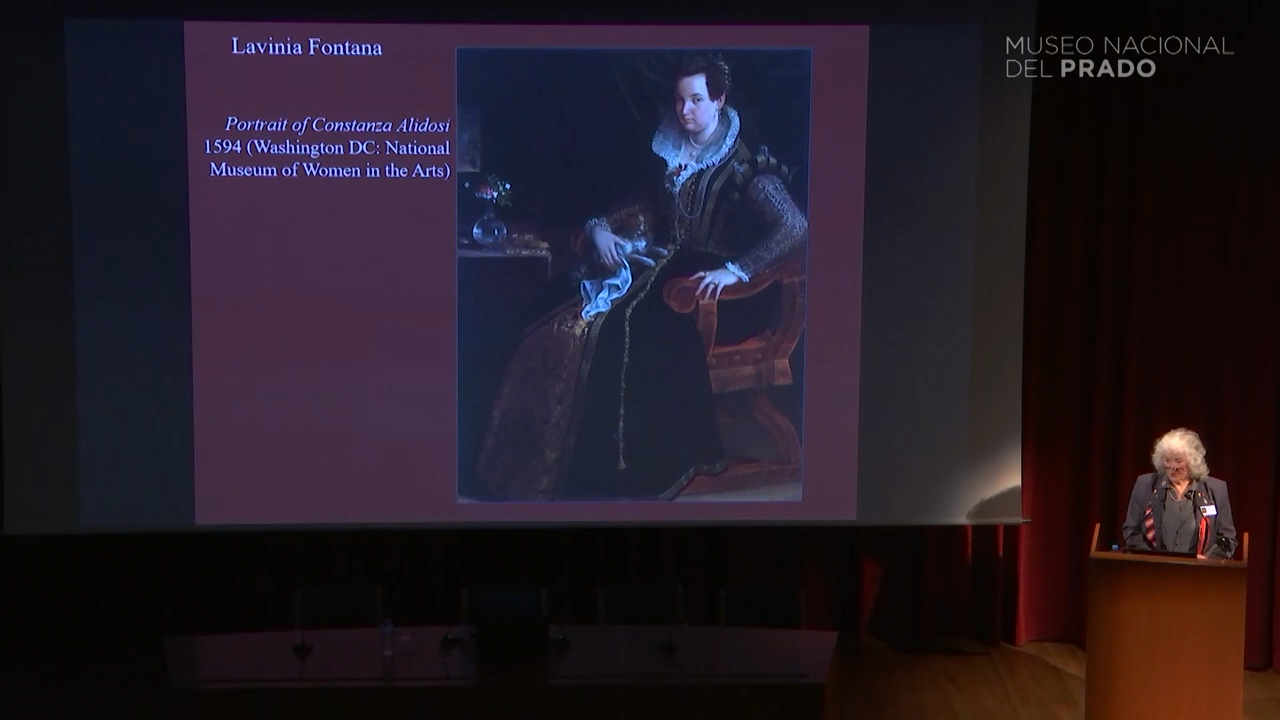 Lavinia Fontana
Portrait of Constanza Alidosi
1594 (Washington DC: National
Museum of Women in the Arts)
MUSEO NACIONAL
DEL PRADO